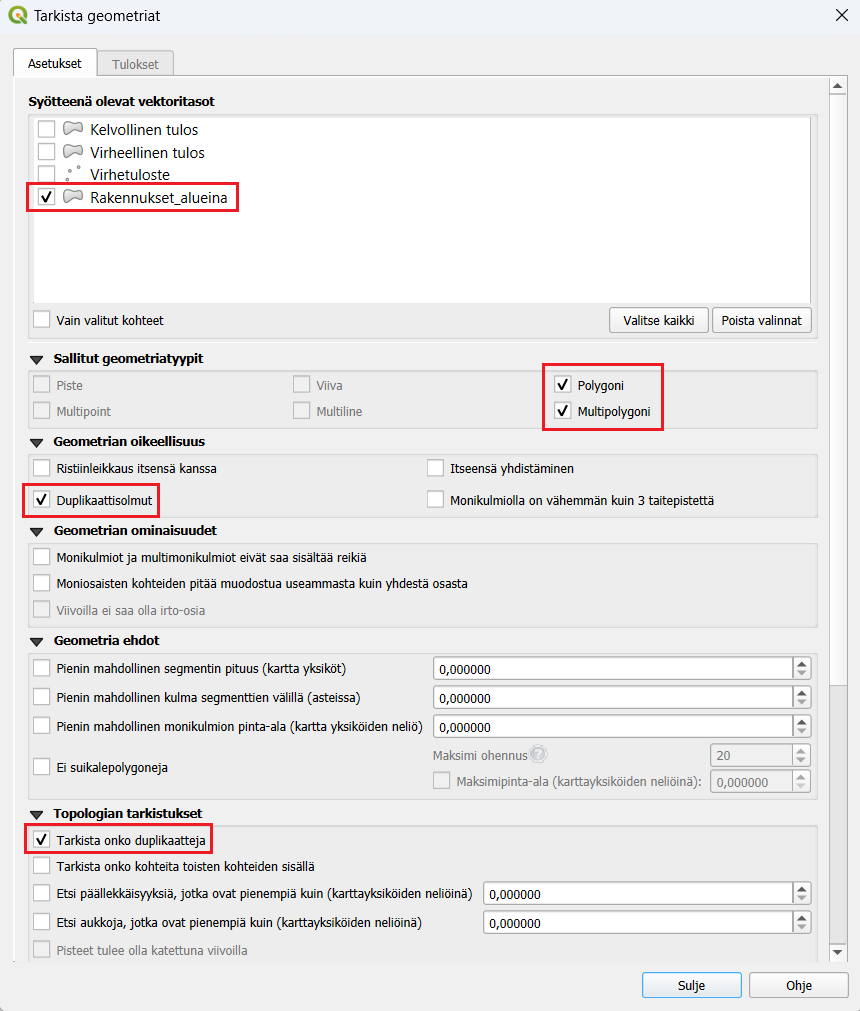 Tarkista geometriat
Asetukset Tulokset
Syötteenä olevat vektoritasot
Kelvollinen tulos
Virheellinen tulos
Virhetuloste
Rakennukset_alueina
Vain valitut kohteet Valitse kaikki Poista valinnat
Sallitut geometriatyypit
Piste Viiva Polygoni
Multipoint Multiline Multipolygoni
Geometrian oikeellisuus
Ristiinleikkaus itsensä kanssa Itseensä yhdistäminen
Duplikaattisolmut Monikulmiolla on vähemmän kuin 3 taitepistettä
Geometrian ominaisuudet
Monikulmiot ja multimonikulmiot eivät saa sisältää reikiä
Moniosaisten kohteiden pitää muodostua useammasta kuin yhdestä osasta
Viivoilla ei saa olla irto-osia
Geometria ehdot
Pienin mahdollinen segmentin pituus (kartta yksiköt) 0,000000
Pienin mahdollinen kulma segmenttien välillä (asteissa) 0,000000
Pienin mahdollinen monikulmion pinta-ala (kartta yksiköiden neliö) 0,000000
Ei suikalepolygoneja Maksimi ohennus ? 20
Maksimipinta-ala (karttayksiköiden neliöinä): 0,000000
Topologian tarkistukset
Tarkista onko duplikaatteja
Tarkista onko kohteita toisten kohteiden sisällä
Etsi päällekkäisyyksiä, jotka ovat pienempiä kuin (karttayksiköiden neliöinä) 0,000000
Etsi aukkoja, jotka ovat pienempiä kuin (karttayksiköiden neliöinä) 0,000000
Pisteet tulee olla katettuna viivoilla
Sulje Ohje